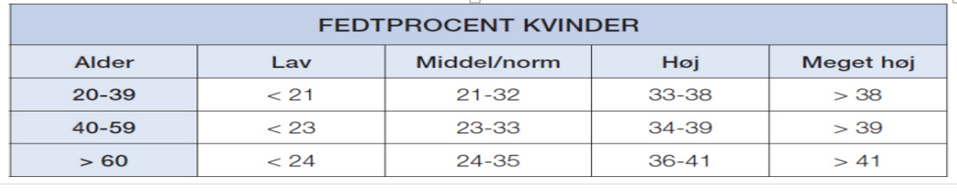 FEDTPROCENT KVINDER
Alder Lav Middel/norm Høj Meget høj
20-39 < 21 21-32 33-38 > 38
40-59 < 23 23-33 34-39 > 39
> 60 < 24 24-35 36-41 > 41